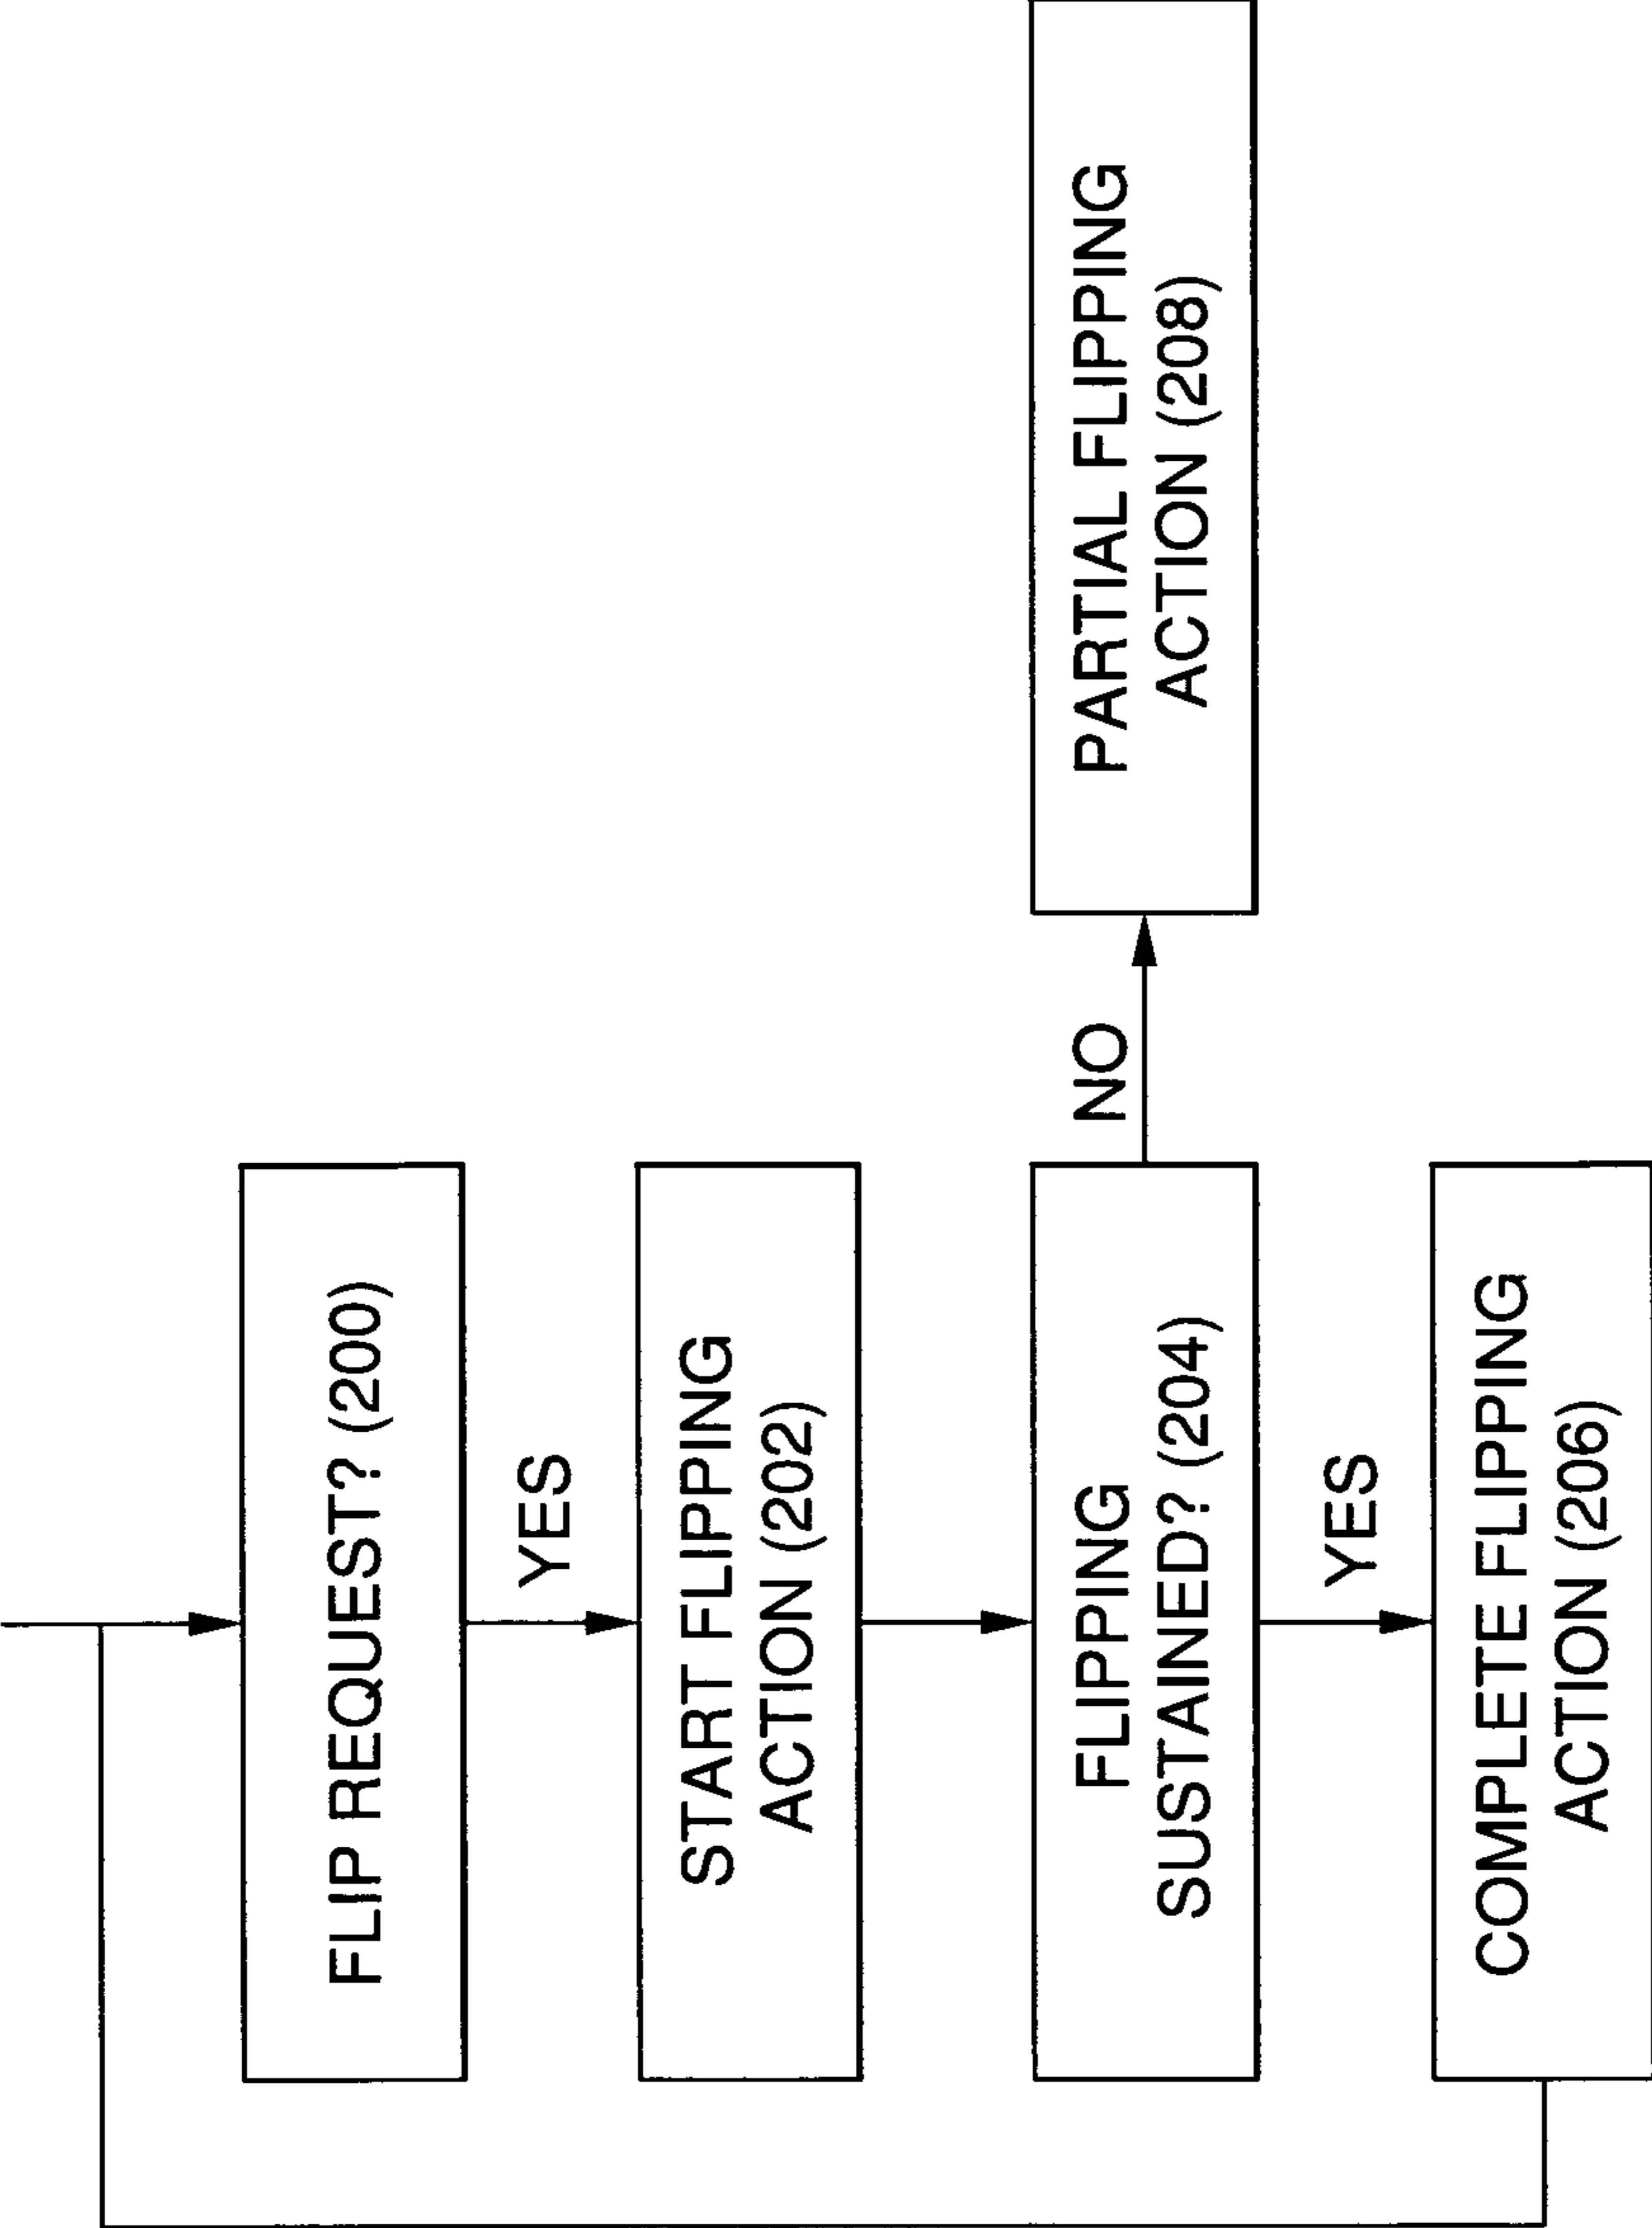 FLIP REQUEST? (200)
YES
START FLIPPING
ACTION (202)
FLIPPING
SUSTAINED? (204)
NO
PARTIAL FLIPPING
ACTION (208)
YES
COMPLETE FLIPPING
ACTION (206)